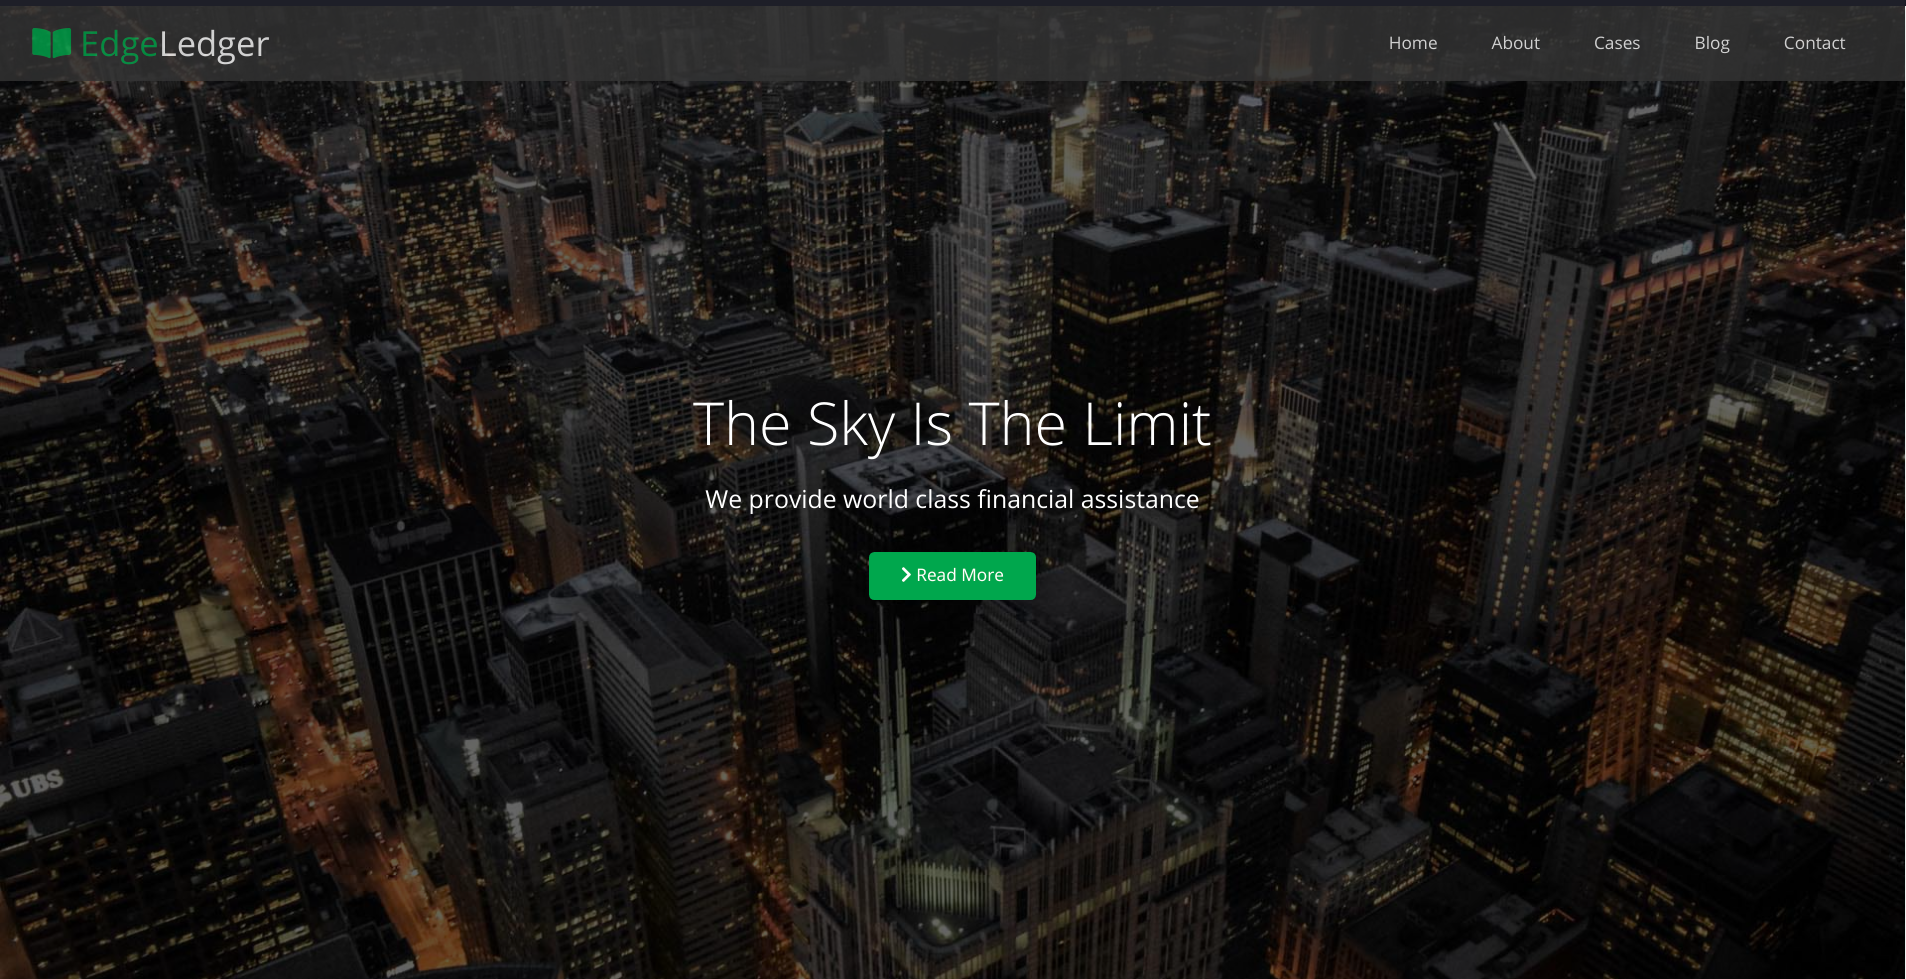 EdgeLedger
Home About Cases Blog Contact
The Sky Is The Limit
We provide world class financial assistance
Read More
UBS